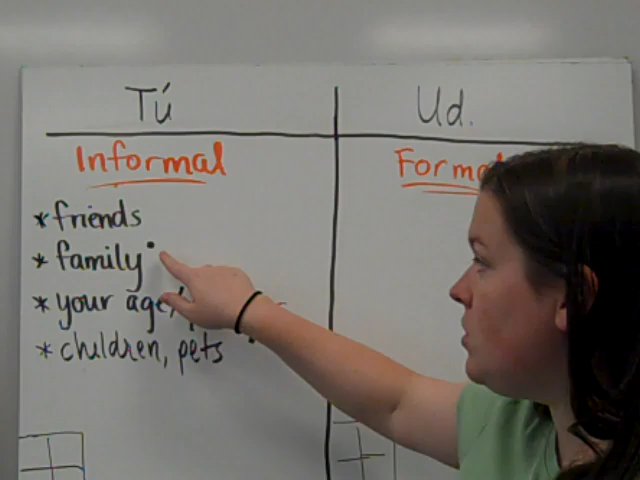 Tú
Ud.
Informal
* friends
* family
* your age/
* children, pets